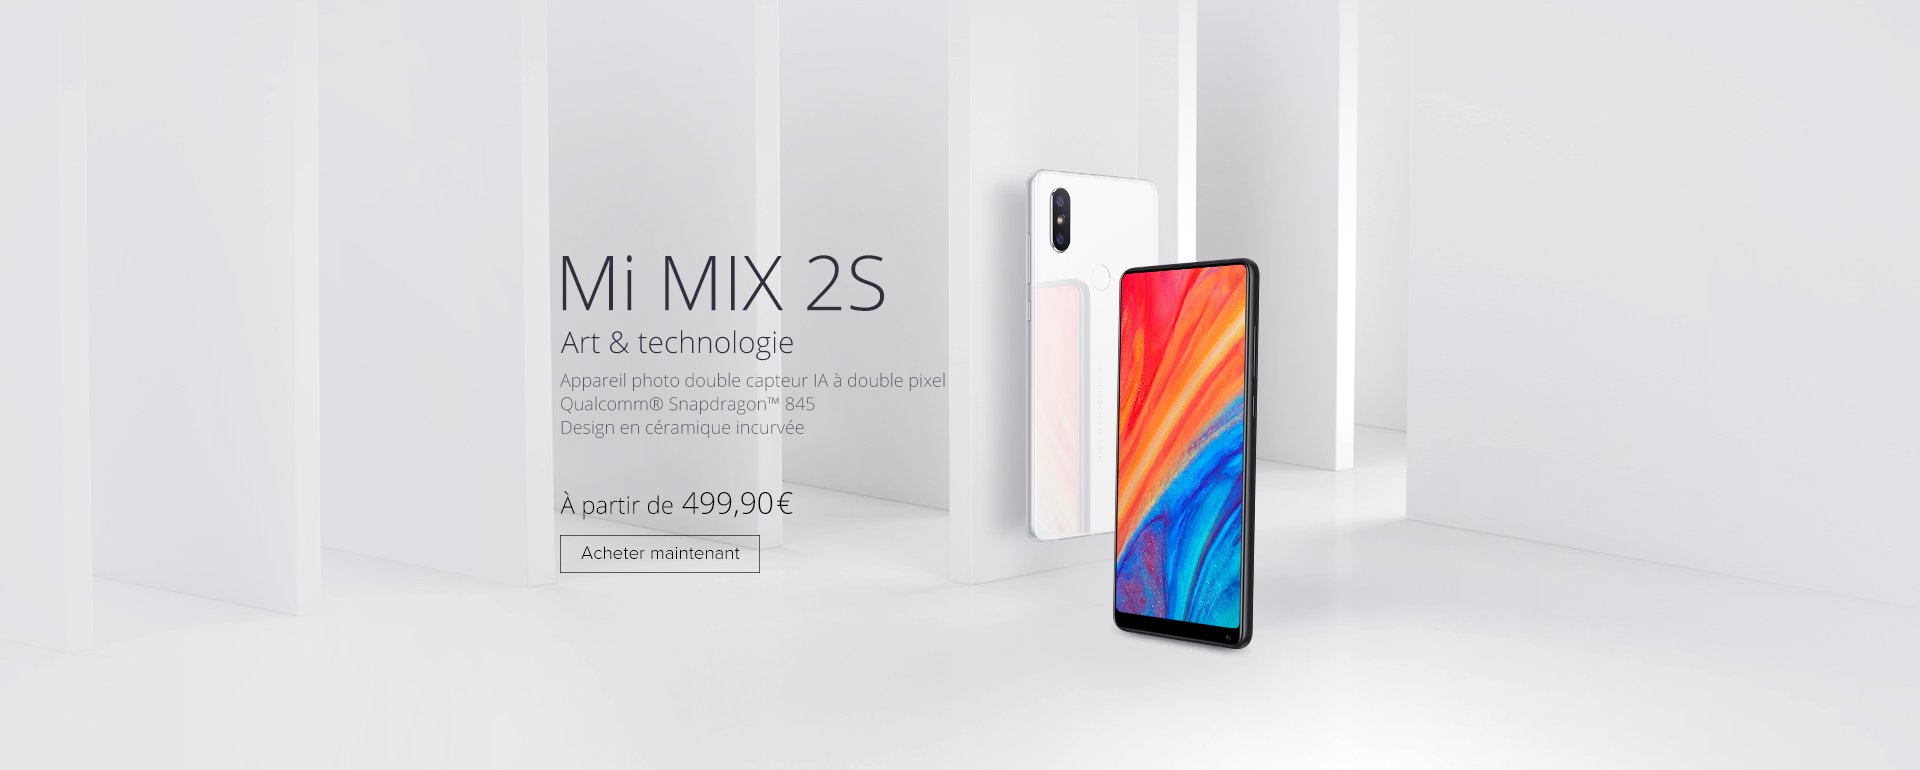 Mi MIX 2S
Art & technologie
Appareil photo double capteur IA à double pixel
Qualcomm® Snapdragon™ 845
Design en céramique incurvée
À partir de 499,90€
Acheter maintenant